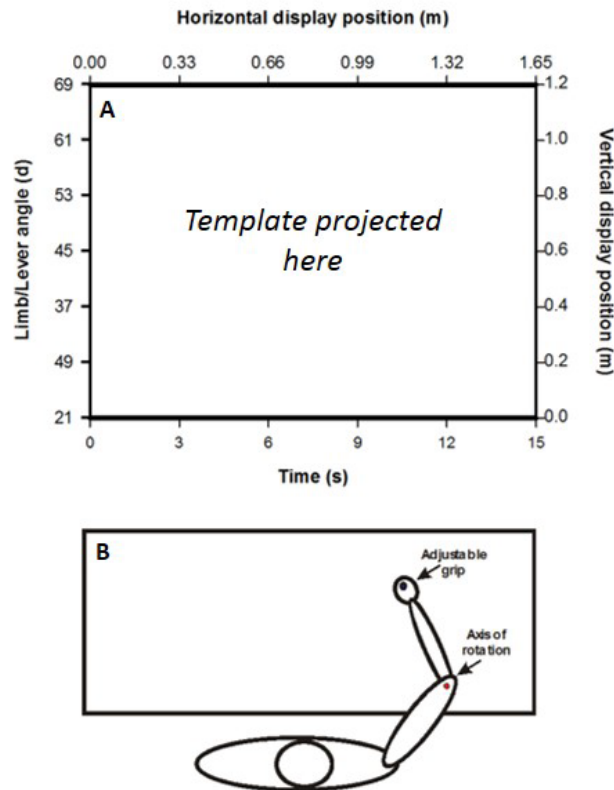 Horizontal display position (m)
0.00 0.33 0.66 0.99 1.32 1.65
69 A 1.2
61 1.0
53 0.8
Template projected
here
45 0.6
37 0.4
49 0.2
21 0.0
Limb/Lever angle (d)
Vertical display position (m)
0 3 6 9 12 15
Time (s)
B
Adjustable
grip
Axis of
rotation